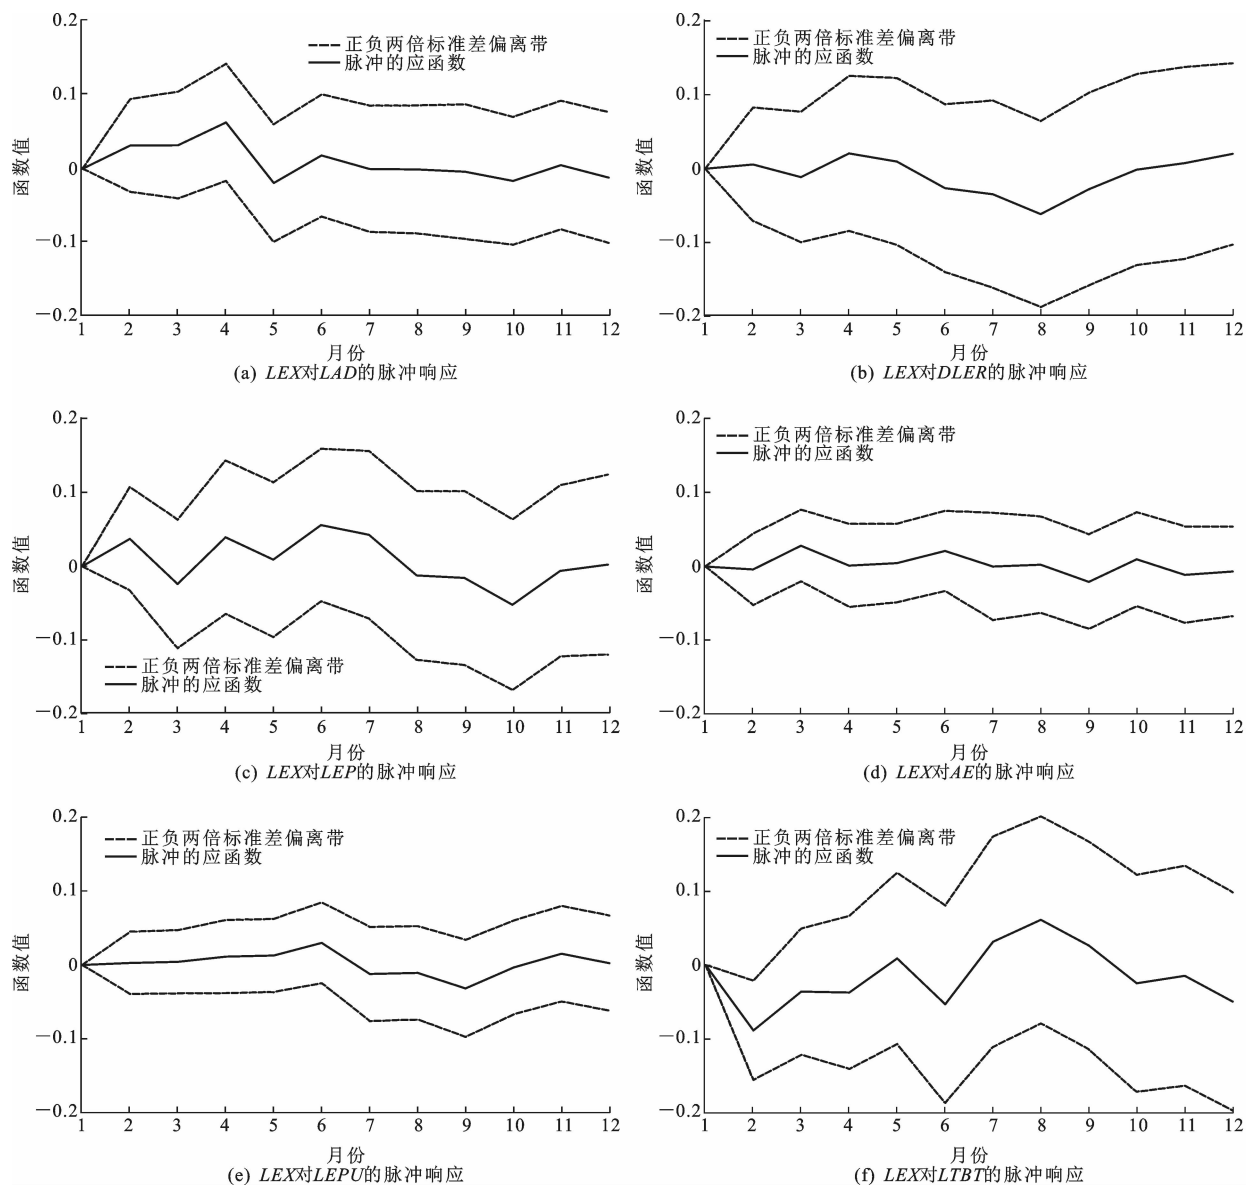 0.2
0.1
0
−0.1
−0.2
函数值
正负两倍标准差偏离带
脉冲的应函数
1 2 3 4 5 6 7 8 9 10 11 12
月份
(a) LEX对LAD的脉冲响应
0.2
0.1
0
−0.1
−0.2
函数值
正负两倍标准差偏离带
脉冲的应函数
1 2 3 4 5 6 7 8 9 10 11 12
月份
(b) LEX对DLER的脉冲响应
0.2
0.1
0
−0.1
−0.2
函数值
正负两倍标准差偏离带
脉冲的应函数
1 2 3 4 5 6 7 8 9 10 11 12
月份
(c) LEX对LEP的脉冲响应
0.2
0.1
0
−0.1
−0.2
函数值
正负两倍标准差偏离带
脉冲的应函数
1 2 3 4 5 6 7 8 9 10 11 12
月份
(d) LEX对AE的脉冲响应
0.2
0.1
0
−0.1
−0.2
函数值
正负两倍标准差偏离带
脉冲的应函数
1 2 3 4 5 6 7 8 9 10 11 12
月份
(e) LEX对LEPU的脉冲响应
0.2
0.1
0
−0.1
−0.2
函数值
正负两倍标准差偏离带
脉冲的应函数
1 2 3 4 5 6 7 8 9 10 11 12
月份
(f) LEX对LTBT的脉冲响应